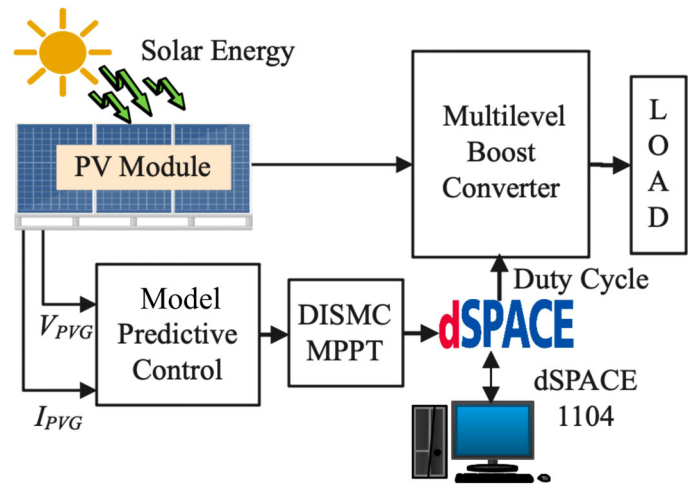 Solar Energy
PV Module
Multilevel
Boost
Converter
L
O
A
D
Duty Cycle
V_PVG
I_PVG
Model
Predictive
Control
DISMC
MPPT
dSPACE
dSPACE
1104